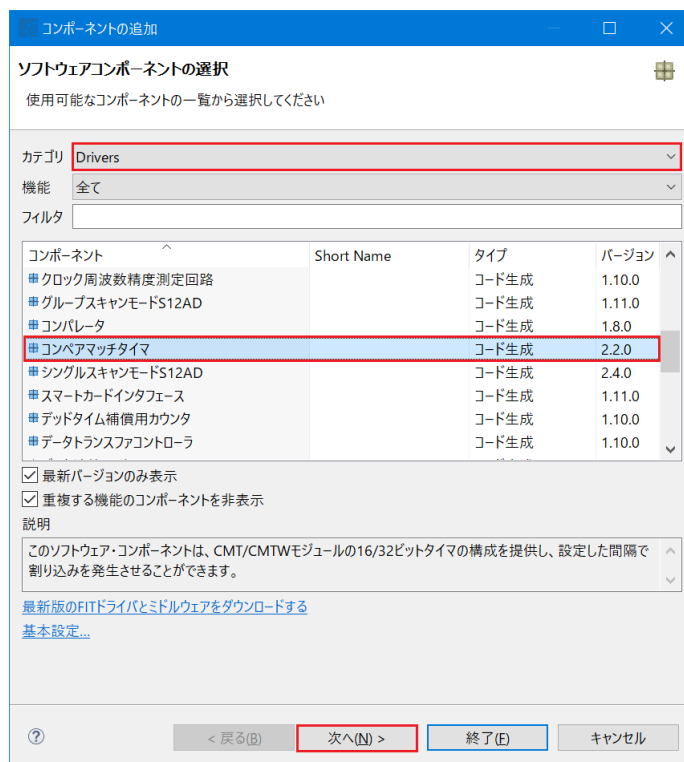 コンポーネントの追加
ソフトウェアコンポーネントの選択
使用可能なコンポーネントの一覧から選択してください
カテゴリ Drivers
機能 全て
フィルタ
コンポーネント Short Name タイプ バージョン
クロック周波数精度測定回路 コード生成 1.10.0
グループスキャンモードS12AD コード生成 1.11.0
コンパレータ コード生成 1.8.0
コンペアマッチタイマ コード生成 2.2.0
シングルスキャンモードS12AD コード生成 2.4.0
スマートカードインタフェース コード生成 1.11.0
デッドタイム補償用カウンタ コード生成 1.10.0
データトランスファコントローラ コード生成 1.10.0
最新バージョンのみ表示
重複する機能のコンポーネントを非表示
説明
このソフトウェア・コンポーネントは、CMT/CMTWモジュールの16/32ビットタイマの構成を提供し、設定した間隔で
割り込みを発生させることができます。
最新版のFITドライバとミドルウェアをダウンロードする
基本設定...
? < 戻る(B) 次へ(N) > 終了(F) キャンセル